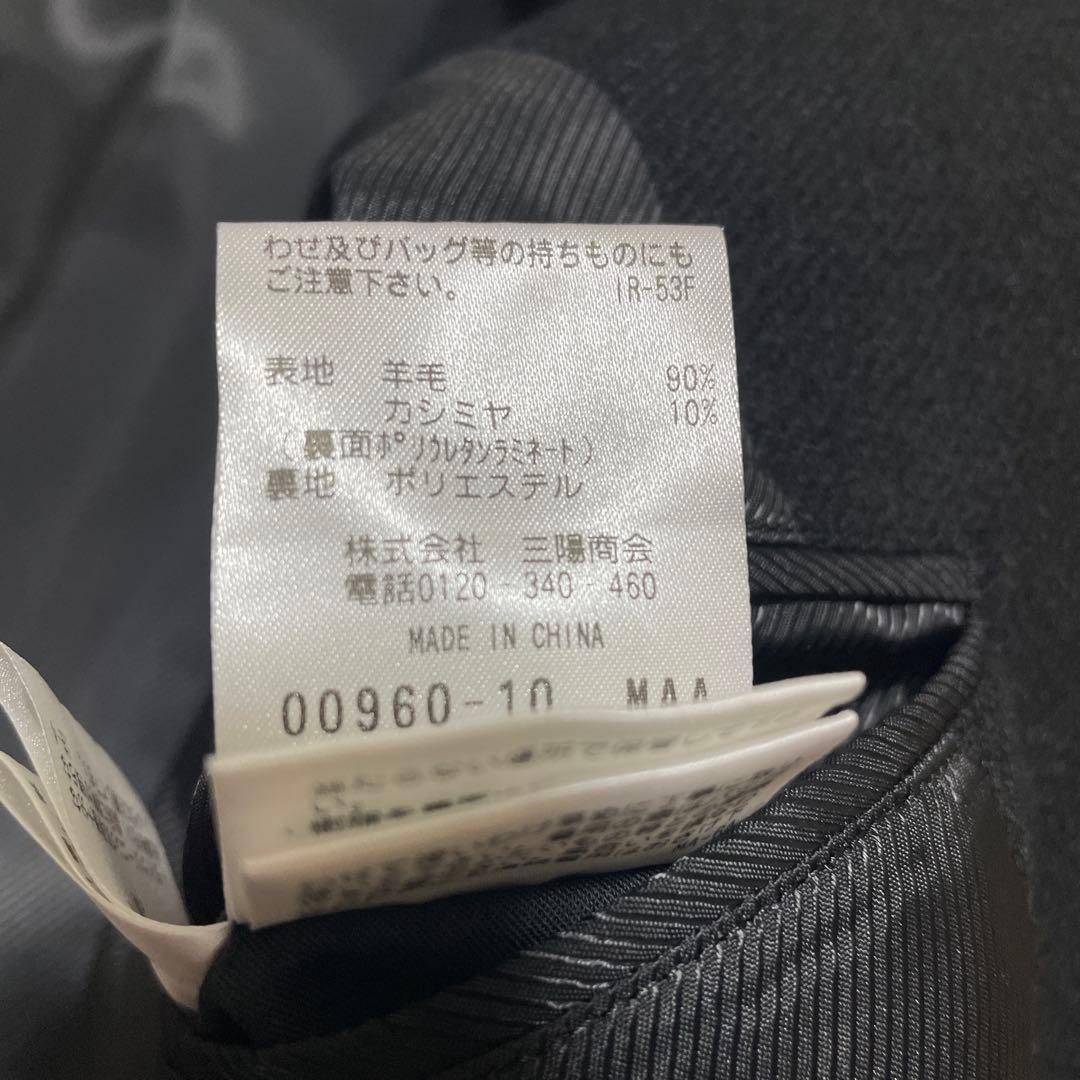 わせ及びバッグ等の持ちものにも
ご注意下さい。 IR-53F
表地 羊毛 90%
カシミヤ 10%
(裏面ポリウレタンラミネート)
裏地 ポリエステル
株式会社 三陽商会
電話0120-340-460
MADE IN CHINA
00960-10 MAA